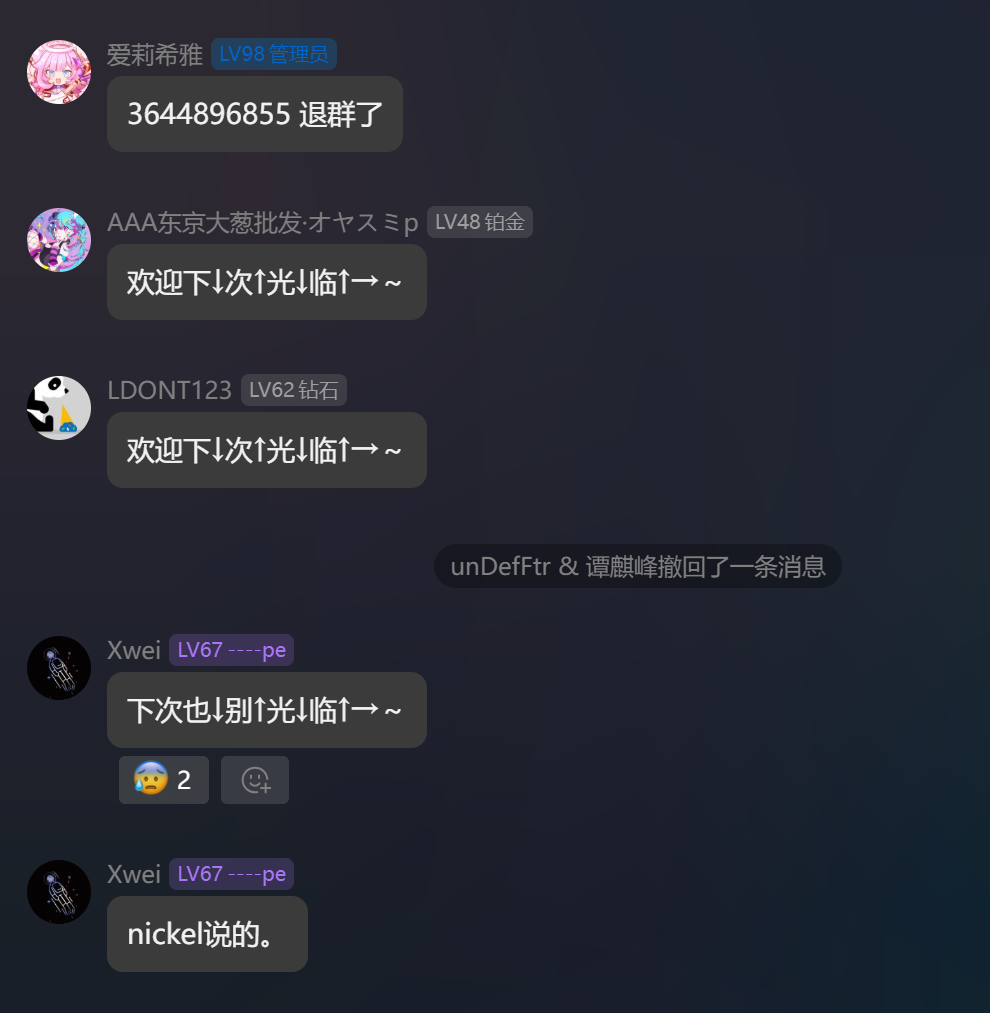 爱莉希雅 LV98 管理员
3644896855 退群了
AAA东京大葱批发·オヤスミp LV48 铂金
欢迎下↓次↑光↓临↑→～
LDONT123 LV62 钻石
欢迎下↓次↑光↓临↑→～
unDefFtr & 谭麒峰撤回了一条消息
Xwei LV67 ----pe
下次也↓别↑光↓临↑→～
😰 2
Xwei LV67 ----pe
nickel说的。